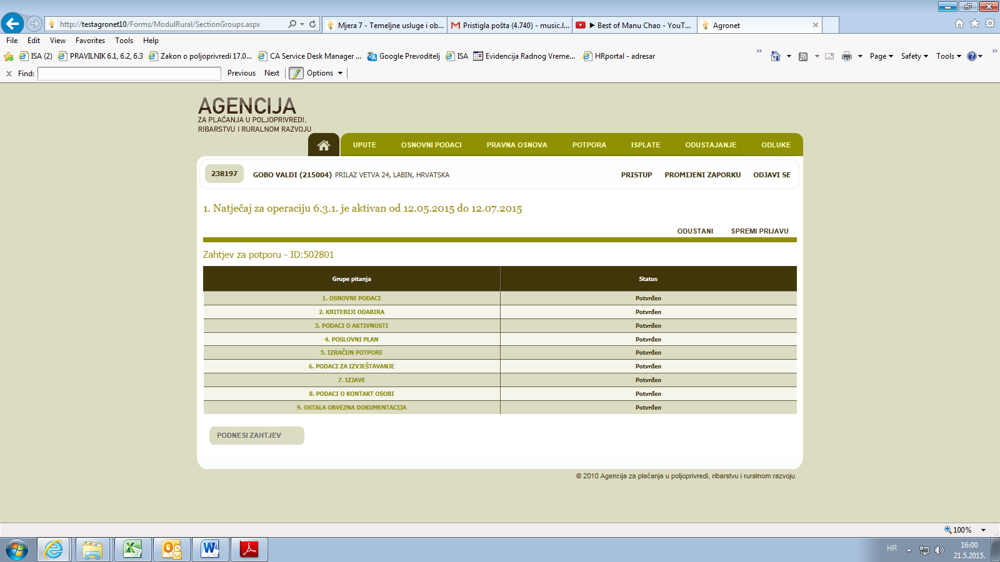 http://testagronet10/Forms/ModulRural/SectionGroups.aspx
Mjera 7 - Temeljne usluge i ob...
Pristigla pošta (4.740) - music.l...
► Best of Manu Chao - YouT...
Agronet
File Edit View Favorites Tools Help
ISA (2) PRAVILNIK 6.1, 6.2, 6.3 Zakon o poljoprivredi 17.0... CA Service Desk Manager ... Google Prevoditelj ISA Evidencija Radnog Vreme... HRportal - adresar
Page Safety Tools
Find: Previous Next Options
AGENCIJA
ZA PLAĆANJA U POLJOPRIVREDI,
RIBARSTVU I RURALNOM RAZVOJU
UPUTE OSNOVNI PODACI PRAVNA OSNOVA POTPORA ISPLATE ODUSTAJANJE ODLUKE
238197 GOBO VALDI (215004) PRILAZ VETVA 24, LABIN, HRVATSKA PRISTUP PROMIJENI ZAPORKU ODJAVI SE
1. Natječaj za operaciju 6.3.1. je aktivan od 12.05.2015 do 12.07.2015
ODUSTANI SPREMI PRIJAVU
Zahtjev za potporu - ID:502801
Grupe pitanja Status
1. OSNOVNI PODACI Potvrđen
2. KRITERIJI ODABIRA Potvrđen
3. PODACI O AKTIVNOSTI Potvrđen
4. POSLOVNI PLAN Potvrđen
5. IZRAČUN POTPORE Potvrđen
6. PODACI ZA IZVJEŠTAVANJE Potvrđen
7. IZJAVE Potvrđen
8. PODACI O KONTAKT OSOBI Potvrđen
9. OSTALA OBVEZNA DOKUMENTACIJA Potvrđen
PODNESI ZAHTJEV
© 2010 Agencija za plaćanja u poljoprivredi, ribarstvu i ruralnom razvoju.
100%
HR
16:00
21.5.2015.